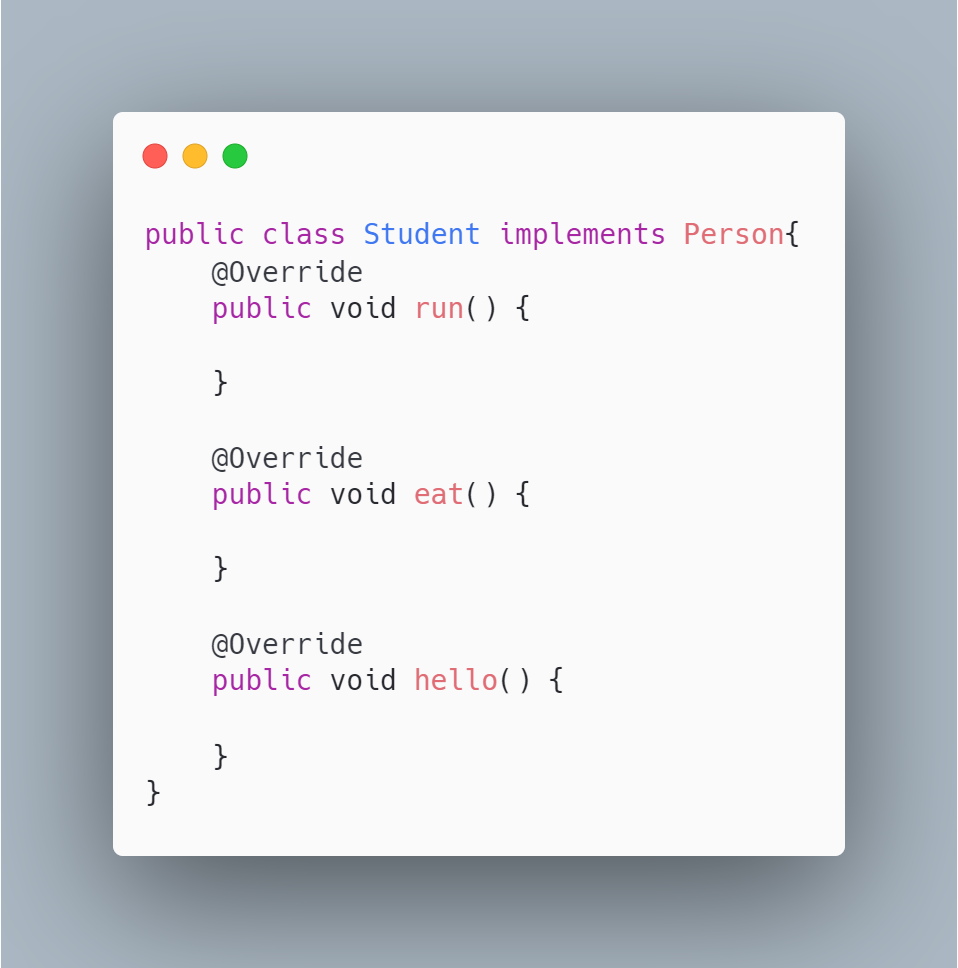 public class Student implements Person{
    @Override
    public void run() {

    }

    @Override
    public void eat() {

    }

    @Override
    public void hello() {

    }
}